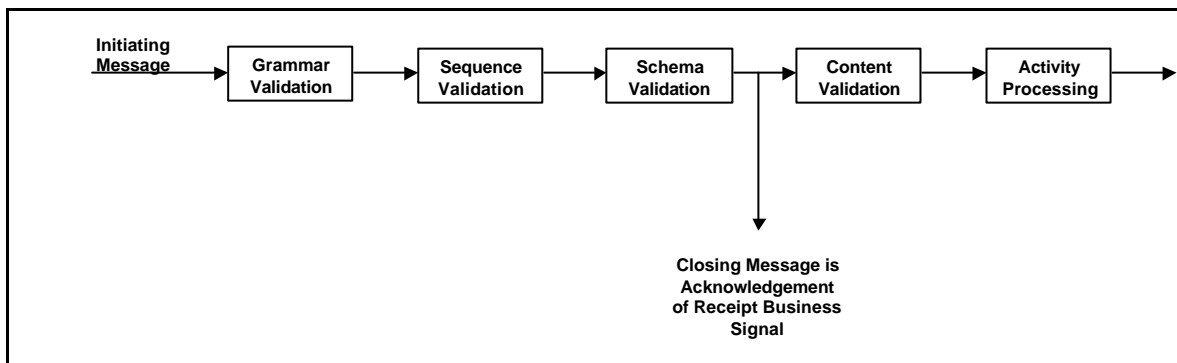 Initiating
Message
Grammar
Validation
Sequence
Validation
Schema
Validation
Content
Validation
Activity
Processing
Closing Message is
Acknowledgement
of Receipt Business
Signal